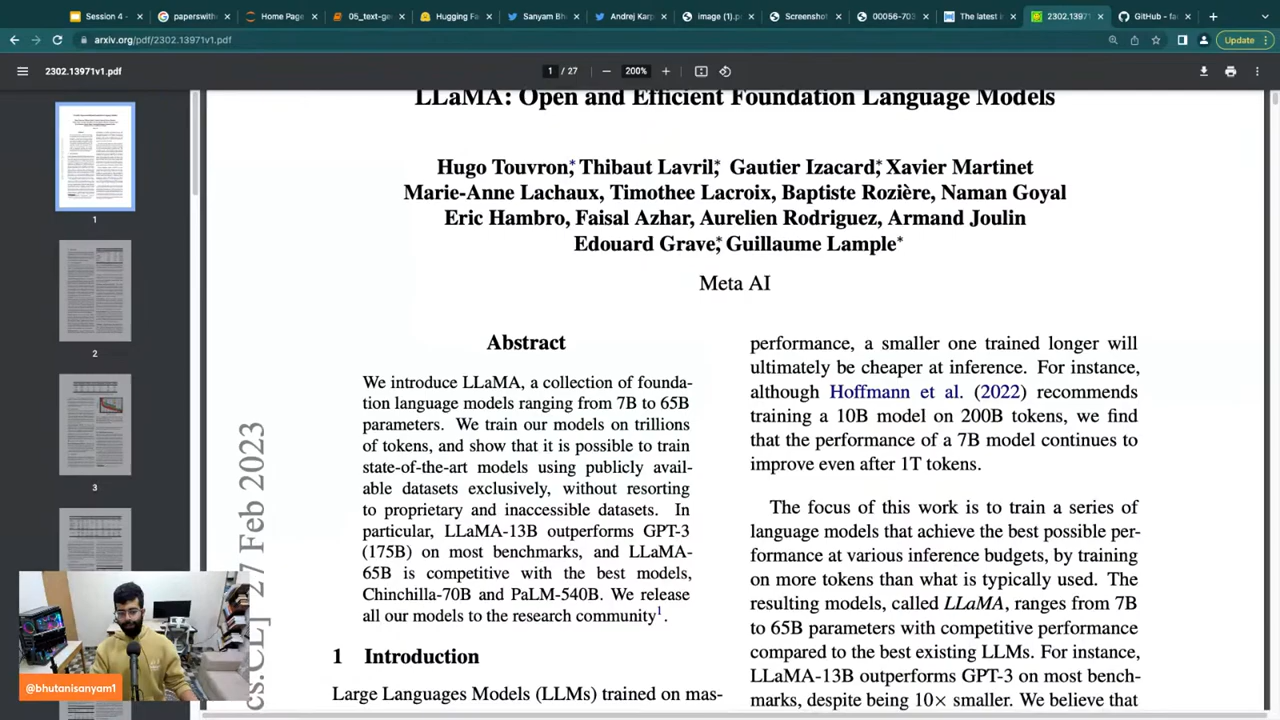 Session 4 -
paperswith
Home Page
05_text-ge
Hugging Fa
Sanyam Bh
Andrej Karp
image (1).p
Screenshot
00056-703
The latest i
2302.13971
GitHub - fac
arxiv.org/pdf/2302.13971v1.pdf
Update
2302.13971v1.pdf
1 / 27
200%
LLaMA: Open and Efficient Foundation Language Models
Hugo Touvron*, Thibaut Lavril*, Gautier Izacard*, Xavier Martinet
Marie-Anne Lachaux, Timothee Lacroix, Baptiste Rozière, Naman Goyal
Eric Hambro, Faisal Azhar, Aurelien Rodriguez, Armand Joulin
Edouard Grave*, Guillaume Lample*
Meta AI
Abstract
We introduce LLaMA, a collection of founda-
tion language models ranging from 7B to 65B
parameters. We train our models on trillions
of tokens, and show that it is possible to train
state-of-the-art models using publicly avail-
able datasets exclusively, without resorting
to proprietary and inaccessible datasets. In
particular, LLaMA-13B outperforms GPT-3
(175B) on most benchmarks, and LLaMA-
65B is competitive with the best models,
Chinchilla-70B and PaLM-540B. We release
all our models to the research community1.
1 Introduction
Large Languages Models (LLMs) trained on mas-
performance, a smaller one trained longer will
ultimately be cheaper at inference. For instance,
although Hoffmann et al. (2022) recommends
training a 10B model on 200B tokens, we find
that the performance of a 7B model continues to
improve even after 1T tokens.
The focus of this work is to train a series of
language models that achieve the best possible per-
formance at various inference budgets, by training
on more tokens than what is typically used. The
resulting models, called LLaMA, ranges from 7B
to 65B parameters with competitive performance
compared to the best existing LLMs. For instance,
LLaMA-13B outperforms GPT-3 on most bench-
marks, despite being 10× smaller. We believe that
cs.CL] 27 Feb 2023
1
2
3
@bhutanisanyam1